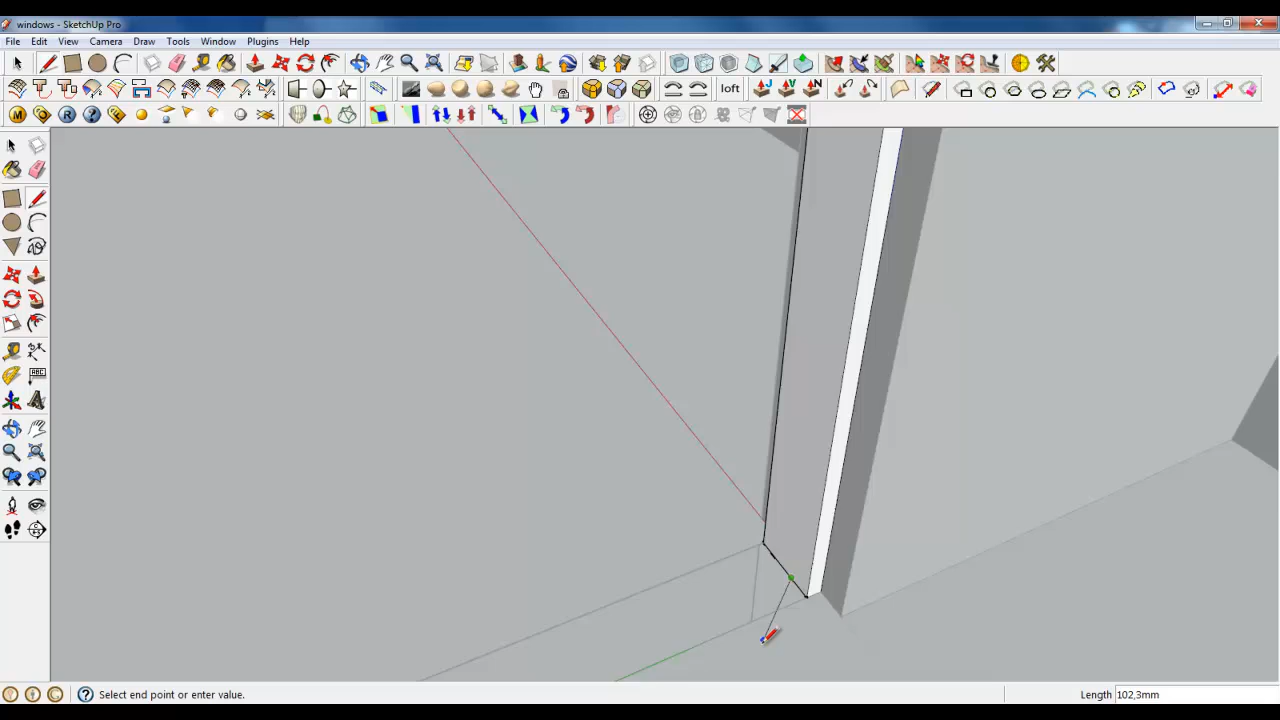 windows - SketchUp Pro
File Edit View Camera Draw Tools Window Plugins Help
loft
ABC
Select end point or enter value.
Length 102,3mm